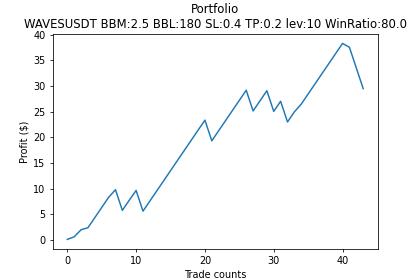 Portfolio
WAVESUSDT BBM:2.5 BBL:180 SL:0.4 TP:0.2 lev:10 WinRatio:80.0
40
35
30
25
20
15
10
5
0
Profit ($)
0 10 20 30 40
Trade counts